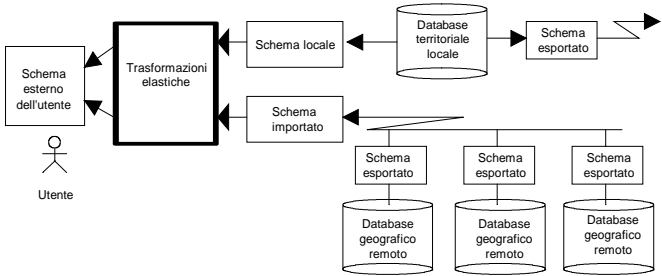 Schema
esterno
dell'utente
Utente
Trasformazioni
elastiche
Schema locale
Database
territoriale
locale
Schema
esportato
Schema
importato
Schema
esportato
Schema
esportato
Schema
esportato
Database
geografico
remoto
Database
geografico
remoto
Database
geografico
remoto